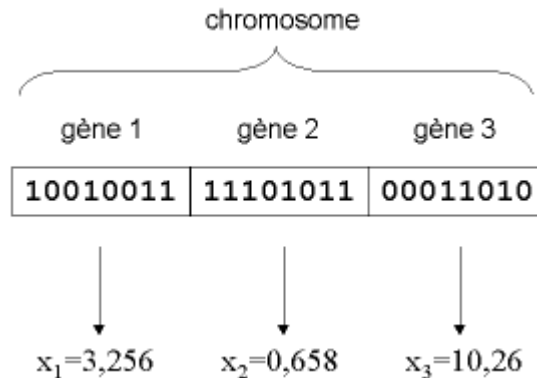 chromosome
gène 1 gène 2 gène 3
10010011 11101011 00011010
x₁=3,256 x₂=0,658 x₃=10,26